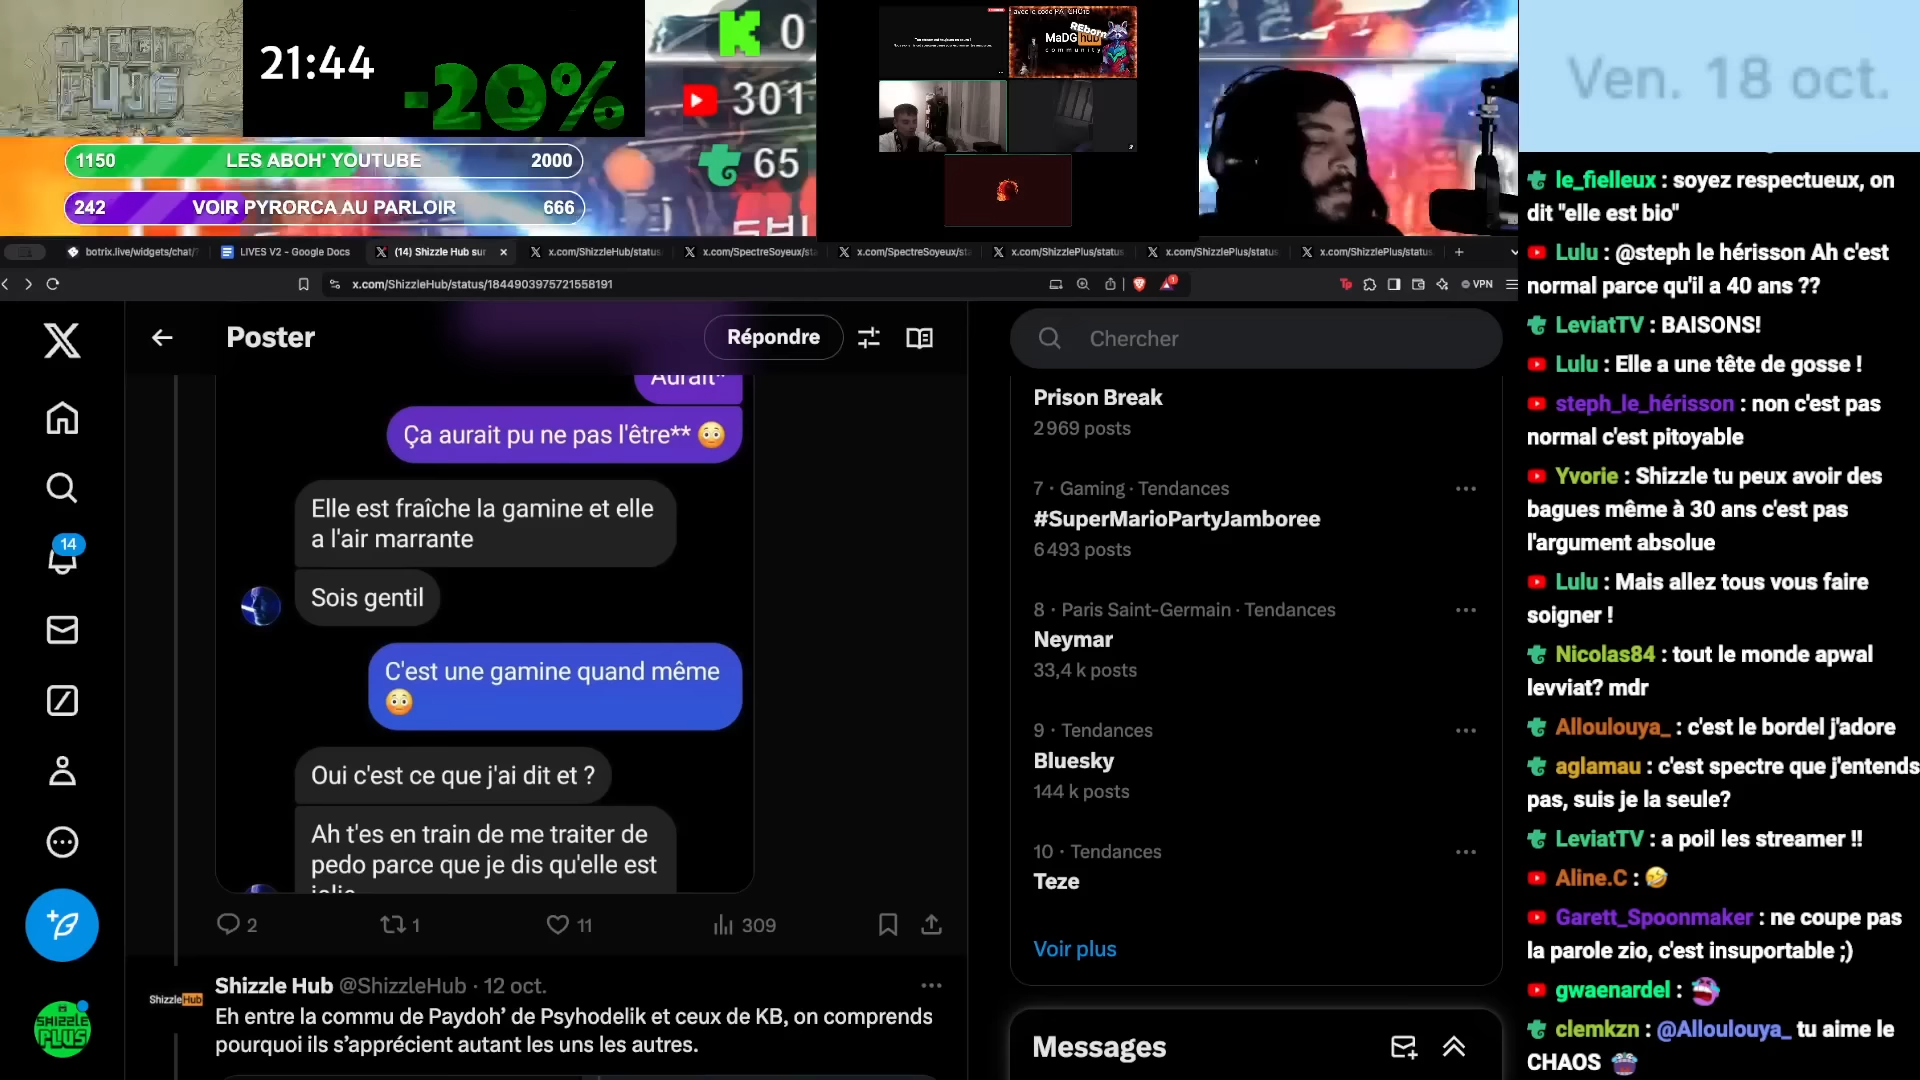 21:44
-20%
0
301
65
1150 LES ABOH' YOUTUBE 2000
242 VOIR PYRORCA AU PARLOIR 666
REborn
MaDG hub
community
Ven. 18 oct.
botrix.live/widgets/chat/
LIVES V2 - Google Docs
(14) Shizzle Hub sur
x.com/ShizzleHub/status
x.com/SpectreSoyeux/sta
x.com/SpectreSoyeux/sta
x.com/ShizzlePlus/status
x.com/ShizzlePlus/status
x.com/ShizzlePlus/status
x.com/ShizzleHub/status/1844903975721558191
VPN
Poster
Répondre
Aurait*
Ça aurait pu ne pas l'être** 😳
Elle est fraîche la gamine et elle
a l'air marrante
Sois gentil
C'est une gamine quand même
😳
Oui c'est ce que j'ai dit et ?
Ah t'es en train de me traiter de
pedo parce que je dis qu'elle est
jolie
2
1
11
309
14
SHIZZLE PLUS
ShizzleHub
Shizzle Hub @ShizzleHub · 12 oct.
Eh entre la commu de Paydoh' de Psyhodelik et ceux de KB, on comprends
pourquoi ils s'apprécient autant les uns les autres.
Chercher
Prison Break
2 969 posts
7 · Gaming · Tendances
#SuperMarioPartyJamboree
6 493 posts
8 · Paris Saint-Germain · Tendances
Neymar
33,4 k posts
9 · Tendances
Bluesky
144 k posts
10 · Tendances
Teze
Voir plus
Messages
le_fielleux : soyez respectueux, on
dit "elle est bio"
Lulu : @steph le hérisson Ah c'est
normal parce qu'il a 40 ans ??
LeviatTV : BAISONS!
Lulu : Elle a une tête de gosse !
steph_le_hérisson : non c'est pas
normal c'est pitoyable
Yvorie : Shizzle tu peux avoir des
bagues même à 30 ans c'est pas
l'argument absolue
Lulu : Mais allez tous vous faire
soigner !
Nicolas84 : tout le monde apwal
levviat? mdr
Alloulouya_ : c'est le bordel j'adore
aglamau : c'est spectre que j'entends
pas, suis je la seule?
LeviatTV : a poil les streamer !!
Aline.C : 🤣
Garett_Spoonmaker : ne coupe pas
la parole zio, c'est insuportable ;)
gwaenardel :
clemkzn : @Alloulouya_ tu aime le
CHAOS